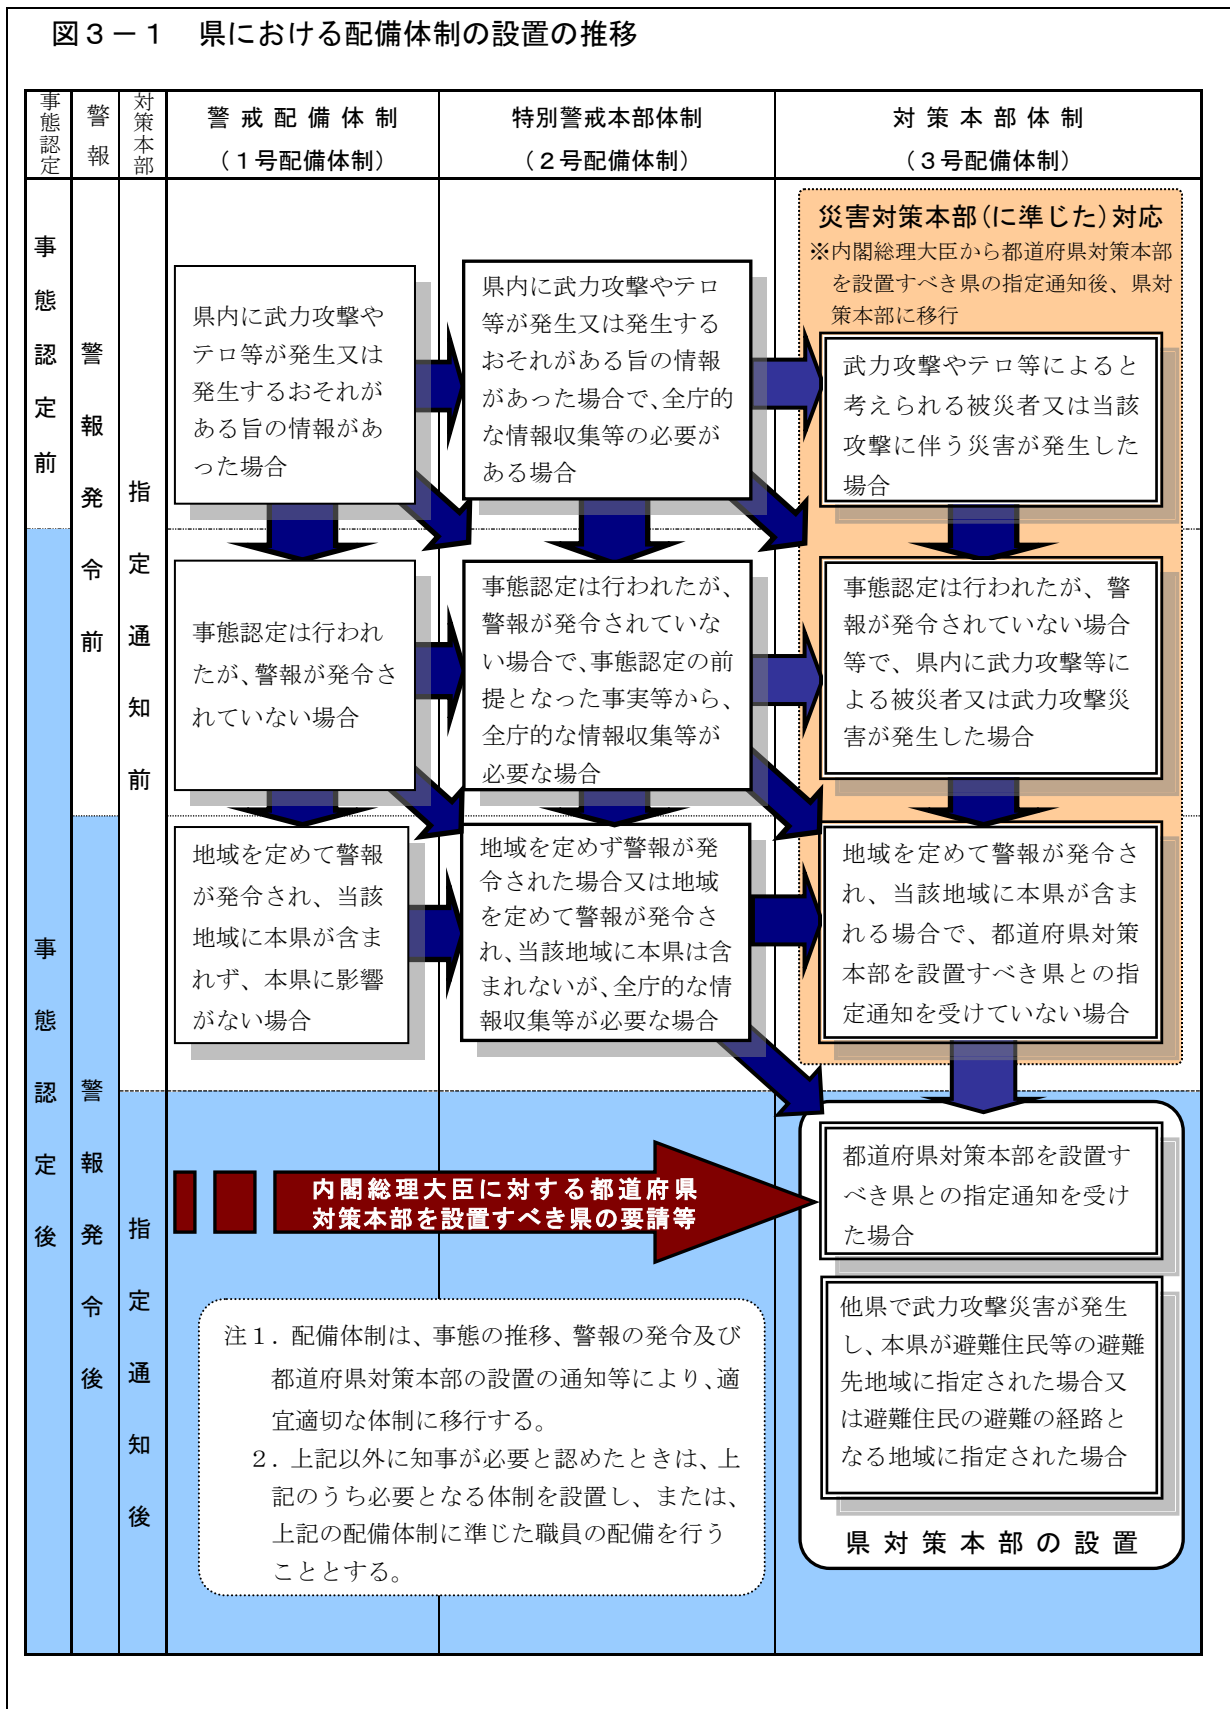 図3-1 県における配備体制の設置の推移
事態認定
警報
対策本部
警戒配備体制
(1号配備体制)
特別警戒本部体制
(2号配備体制)
対策本部体制
(3号配備体制)
事態認定前
警報発令前
指定通知前
県内に武力攻撃や
テロ等が発生又は
発生するおそれが
ある旨の情報があ
った場合
県内に武力攻撃やテロ
等が発生又は発生する
おそれがある旨の情報
があった場合で、全庁的
な情報収集等の必要が
ある場合
災害対策本部(に準じた)対応
※内閣総理大臣から都道府県対策本部
を設置すべき県の指定通知後、県対
策本部に移行
武力攻撃やテロ等によると
考えられる被災者又は当該
攻撃に伴う災害が発生した
場合
事態認定は行われ
たが、警報が発令さ
れていない場合
事態認定は行われたが、
警報が発令されていな
い場合で、事態認定の前
提となった事実等から、
全庁的な情報収集等が
必要な場合
事態認定は行われたが、警
報が発令されていない場合
等で、県内に武力攻撃等に
よる被災者又は武力攻撃災
害が発生した場合
事態認定後
警報発令後
地域を定めて警報
が発令され、当該
地域に本県が含ま
れず、本県に影響
がない場合
地域を定めず警報が発
令された場合又は地域
を定めて警報が発令さ
れ、当該地域に本県は含
まれないが、全庁的な情
報収集等が必要な場合
地域を定めて警報が発令さ
れ、当該地域に本県が含ま
れる場合で、都道府県対策
本部を設置すべき県との指
定通知を受けていない場合
指定通知後
内閣総理大臣に対する都道府県
対策本部を設置すべき県の要請等
都道府県対策本部を設置す
べき県との指定通知を受け
た場合
他県で武力攻撃災害が発生
し、本県が避難住民等の避難
先地域に指定された場合又
は避難住民の避難の経路と
なる地域に指定された場合
県対策本部の設置
注1. 配備体制は、事態の推移、警報の発令及び
都道府県対策本部の設置の通知等により、適
宜適切な体制に移行する。
2. 上記以外に知事が必要と認めたときは、上
記のうち必要となる体制を設置し、または、
上記の配備体制に準じた職員の配備を行う
こととする。